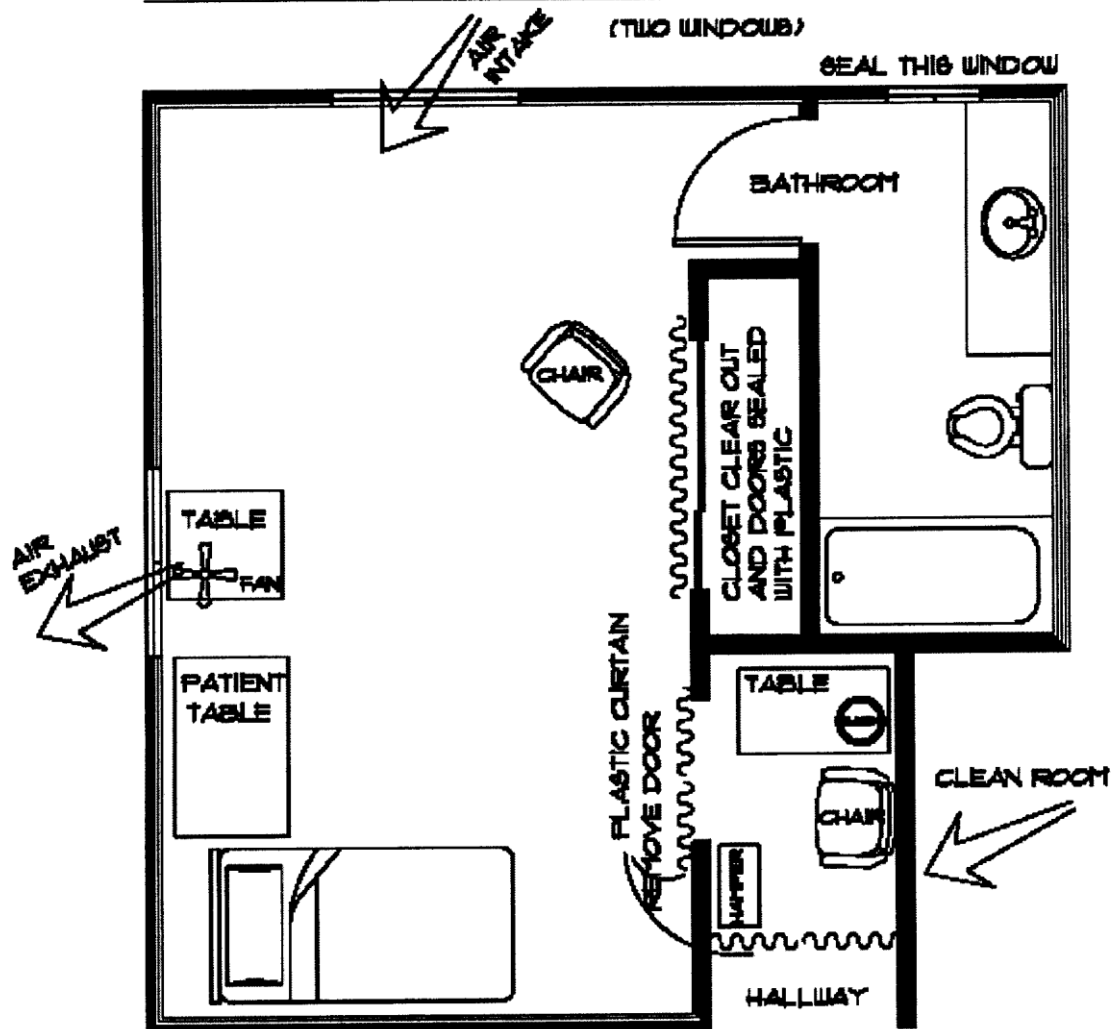 (TWO WINDOWS)
AIR
INTAKE
SEAL THIS WINDOW
BATHROOM
CHAIR
CLOSET CLEAR OUT
AND DOORS SEALED
WITH PLASTIC
TABLE
FAN
AIR
EXHAUST
PATIENT
TABLE
PLASTIC CURTAIN
REMOVE DOOR
TABLE
CHAIR
CLEAN ROOM
HAMPER
HALLWAY